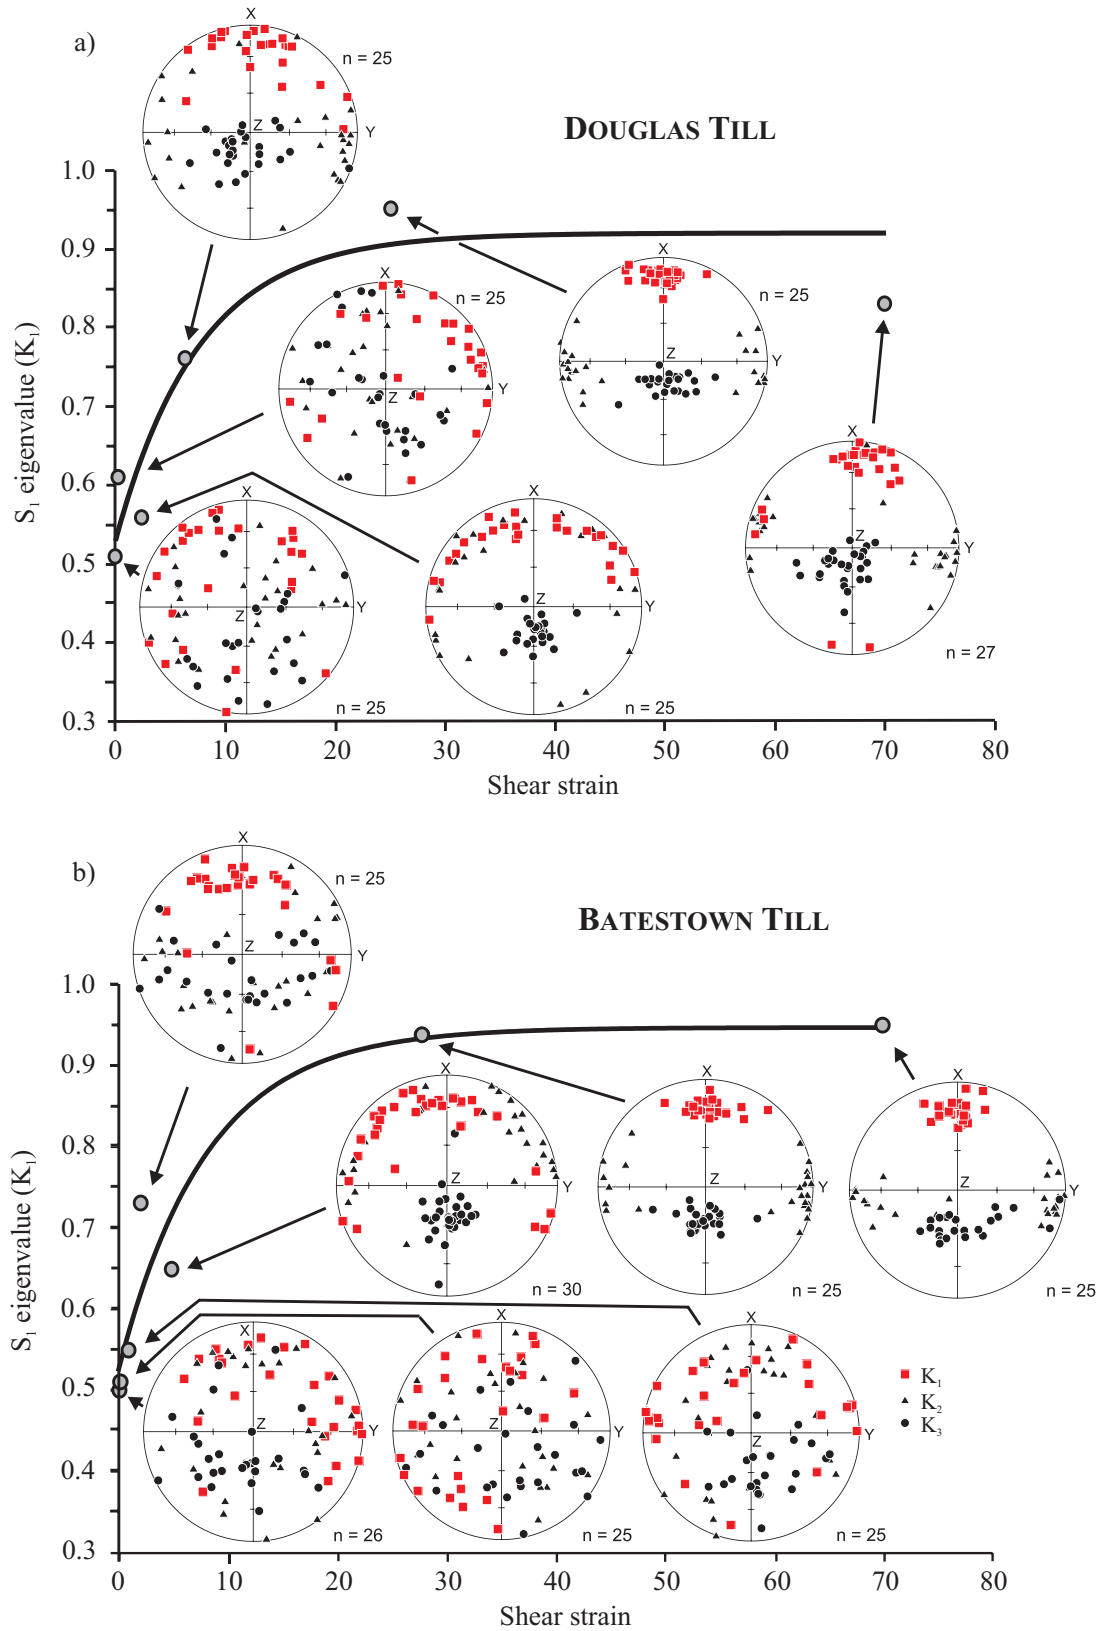 a)
DOUGLAS TILL
X
n = 25
Z
Y
1.0
0.9
0.8
0.7
0.6
0.5
0.4
0.3
S₁ eigenvalue (K₁)
X
n = 25
Y
Z
X
n = 25
Z
Y
X
Z
Y
n = 27
X
Z
Y
n = 25
X
Z
Y
n = 25
0 10 20 30 40 50 60 70 80
Shear strain
b)
BATESTOWN TILL
X
n = 25
Z
Y
1.0
0.9
0.8
0.7
0.6
0.5
0.4
0.3
S₁ eigenvalue (K₁)
X
Z
Y
n = 30
X
Z
Y
n = 25
X
Z
Y
n = 25
X
Z
Y
n = 26
X
Z
Y
n = 25
X
Z
Y
n = 25
K₁
K₂
K₃
0 10 20 30 40 50 60 70 80
Shear strain